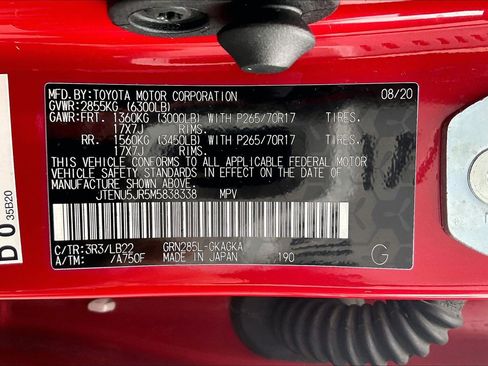 MFD.BY:TOYOTA MOTOR CORPORATION 08/20
GVWR:2855KG (6300LB)
GAWR:FRT. 1360KG (3000LB) WITH P265/70R17 TIRES.
17X7J RIMS.
RR. 1560KG (3450LB) WITH P265/70R17 TIRES,
17X7J RIMS.
THIS VEHICLE CONFORMS TO ALL APPLICABLE FEDERAL MOTOR
VEHICLE SAFETY STANDARDS IN EFFECT ON THE DATE OF
MANUFACTURE SHOWN ABOVE.
JTENU5JR5M5838338 MPV
C/TR:3R3/LB22 GRN285L-GKAGKA
A/TM: /A750F MADE IN JAPAN 190 G
D 0 35B20